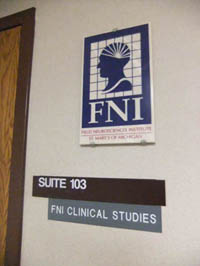 FNI
FIELD NEUROSCIENCES INSTITUTE
ST. MARY'S OF MICHIGAN
SUITE 103
FNI CLINICAL STUDIES